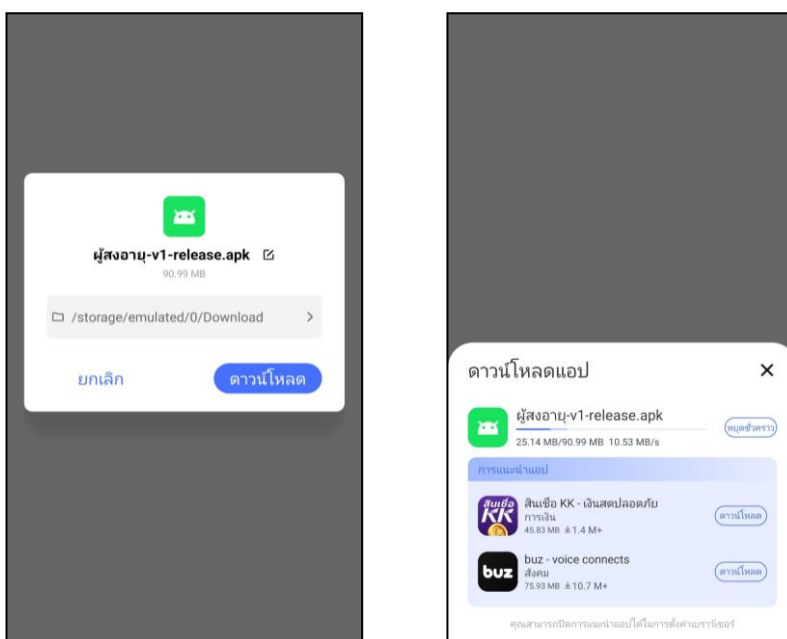 ผู้สงอายุ-v1-release.apk
90.99 MB
/storage/emulated/0/Download
ยกเลิก
ดาวน์โหลด
ดาวน์โหลดแอป
ผู้สงอายุ-v1-release.apk
หยุดชั่วคราว
25.14 MB/90.99 MB 10.53 MB/s
การแนะนำแอป
สินเชื่อ KK
สินเชื่อ KK - เงินสดปลอดภัย
การเงิน
45.83 MB 1.4 M+
ดาวน์โหลด
buz
buz - voice connects
สังคม
75.93 MB 10.7 M+
ดาวน์โหลด
คุณสามารถปิดการแนะนำแอปได้ในการตั้งค่าเบราว์เซอร์